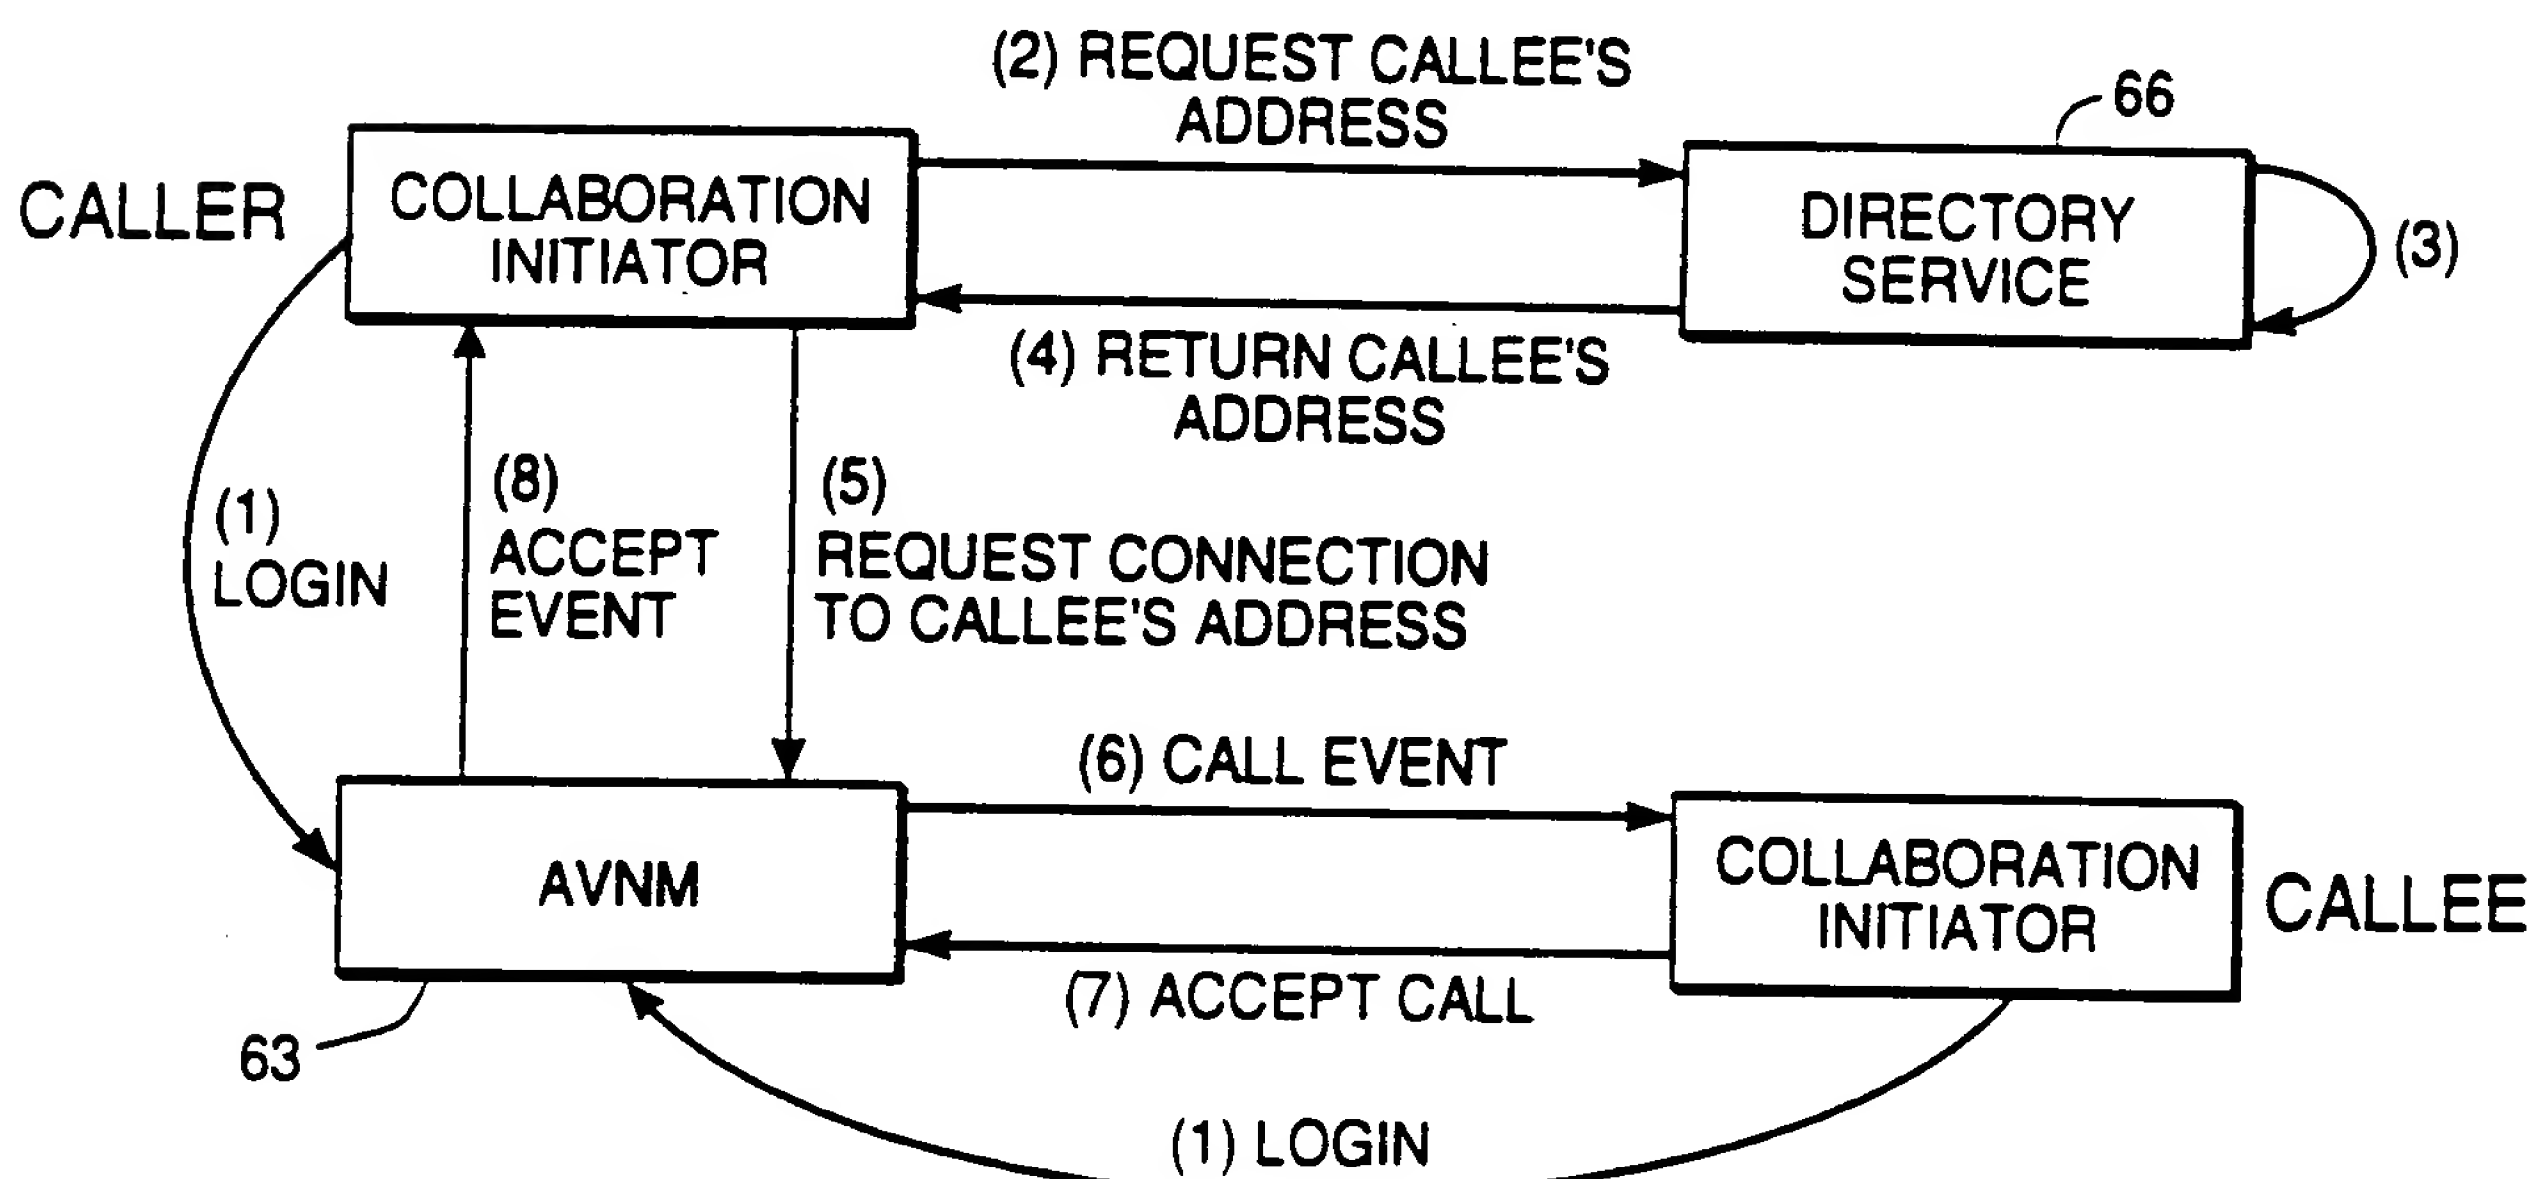 (2) REQUEST CALLEE'S
ADDRESS
66
CALLER
COLLABORATION
INITIATOR
DIRECTORY
SERVICE
(3)
(4) RETURN CALLEE'S
ADDRESS
(1)
LOGIN
(8)
ACCEPT
EVENT
(5)
REQUEST CONNECTION
TO CALLEE'S ADDRESS
(6) CALL EVENT
AVNM
COLLABORATION
INITIATOR
CALLEE
(7) ACCEPT CALL
63
(1) LOGIN